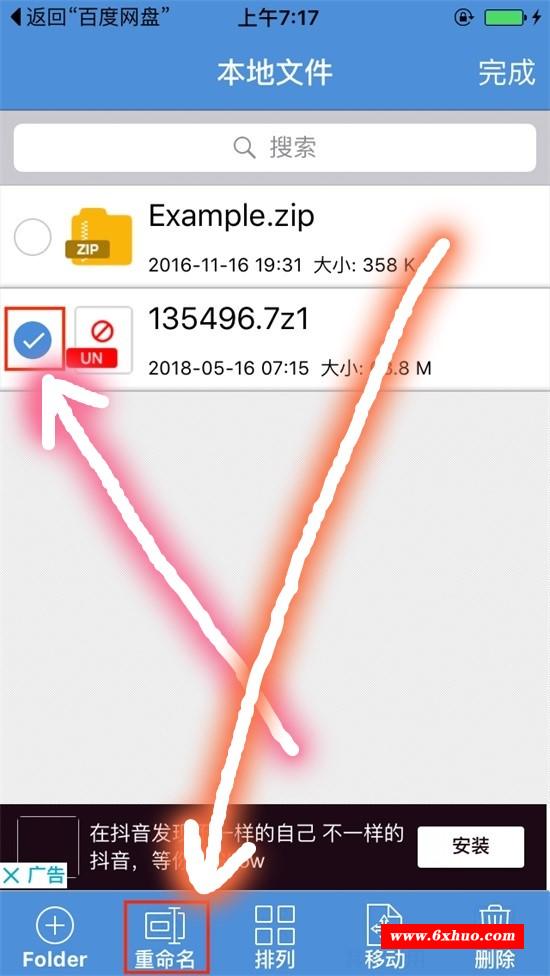 返回“百度网盘”
上午7:17
本地文件
完成
搜索
Example.zip
ZIP
2016-11-16 19:31 大小: 358 K
135496.7z1
UN
2018-05-16 07:15 大小: 8.8 M
在抖音发现 一样的自己 不一样的
抖音，等你 ow
安装
X 广告
Folder
重命名
排列
移动
删除
www.6xhuo.com